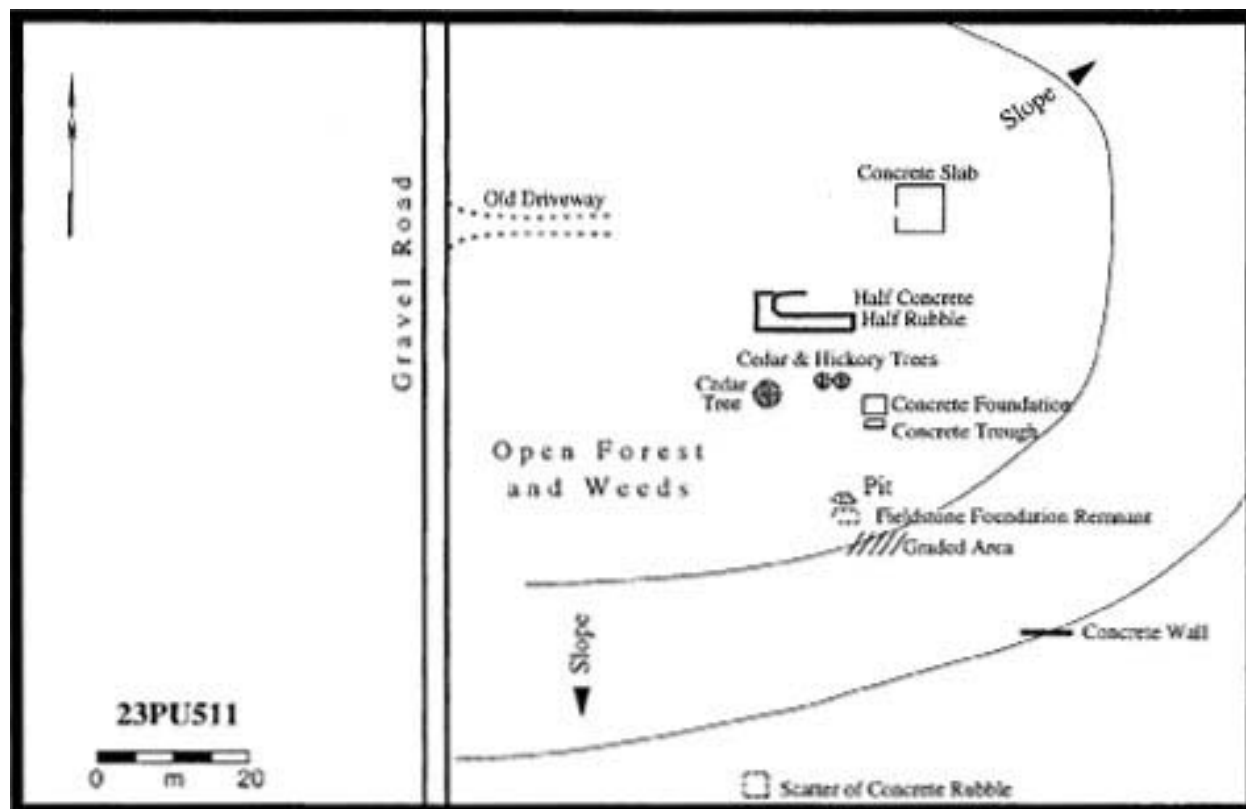 N
Slope
Concrete Slab
Old Driveway
Gravel Road
Half Concrete
Half Rubble
Cedar & Hickory Trees
Cedar
Tree
Concrete Foundation
Concrete Trough
Open Forest
and Weeds
Pit
Fieldstone Foundation Remnant
Graded Area
Slope
Concrete Wall
23PU511
0 m 20
Scatter of Concrete Rubble